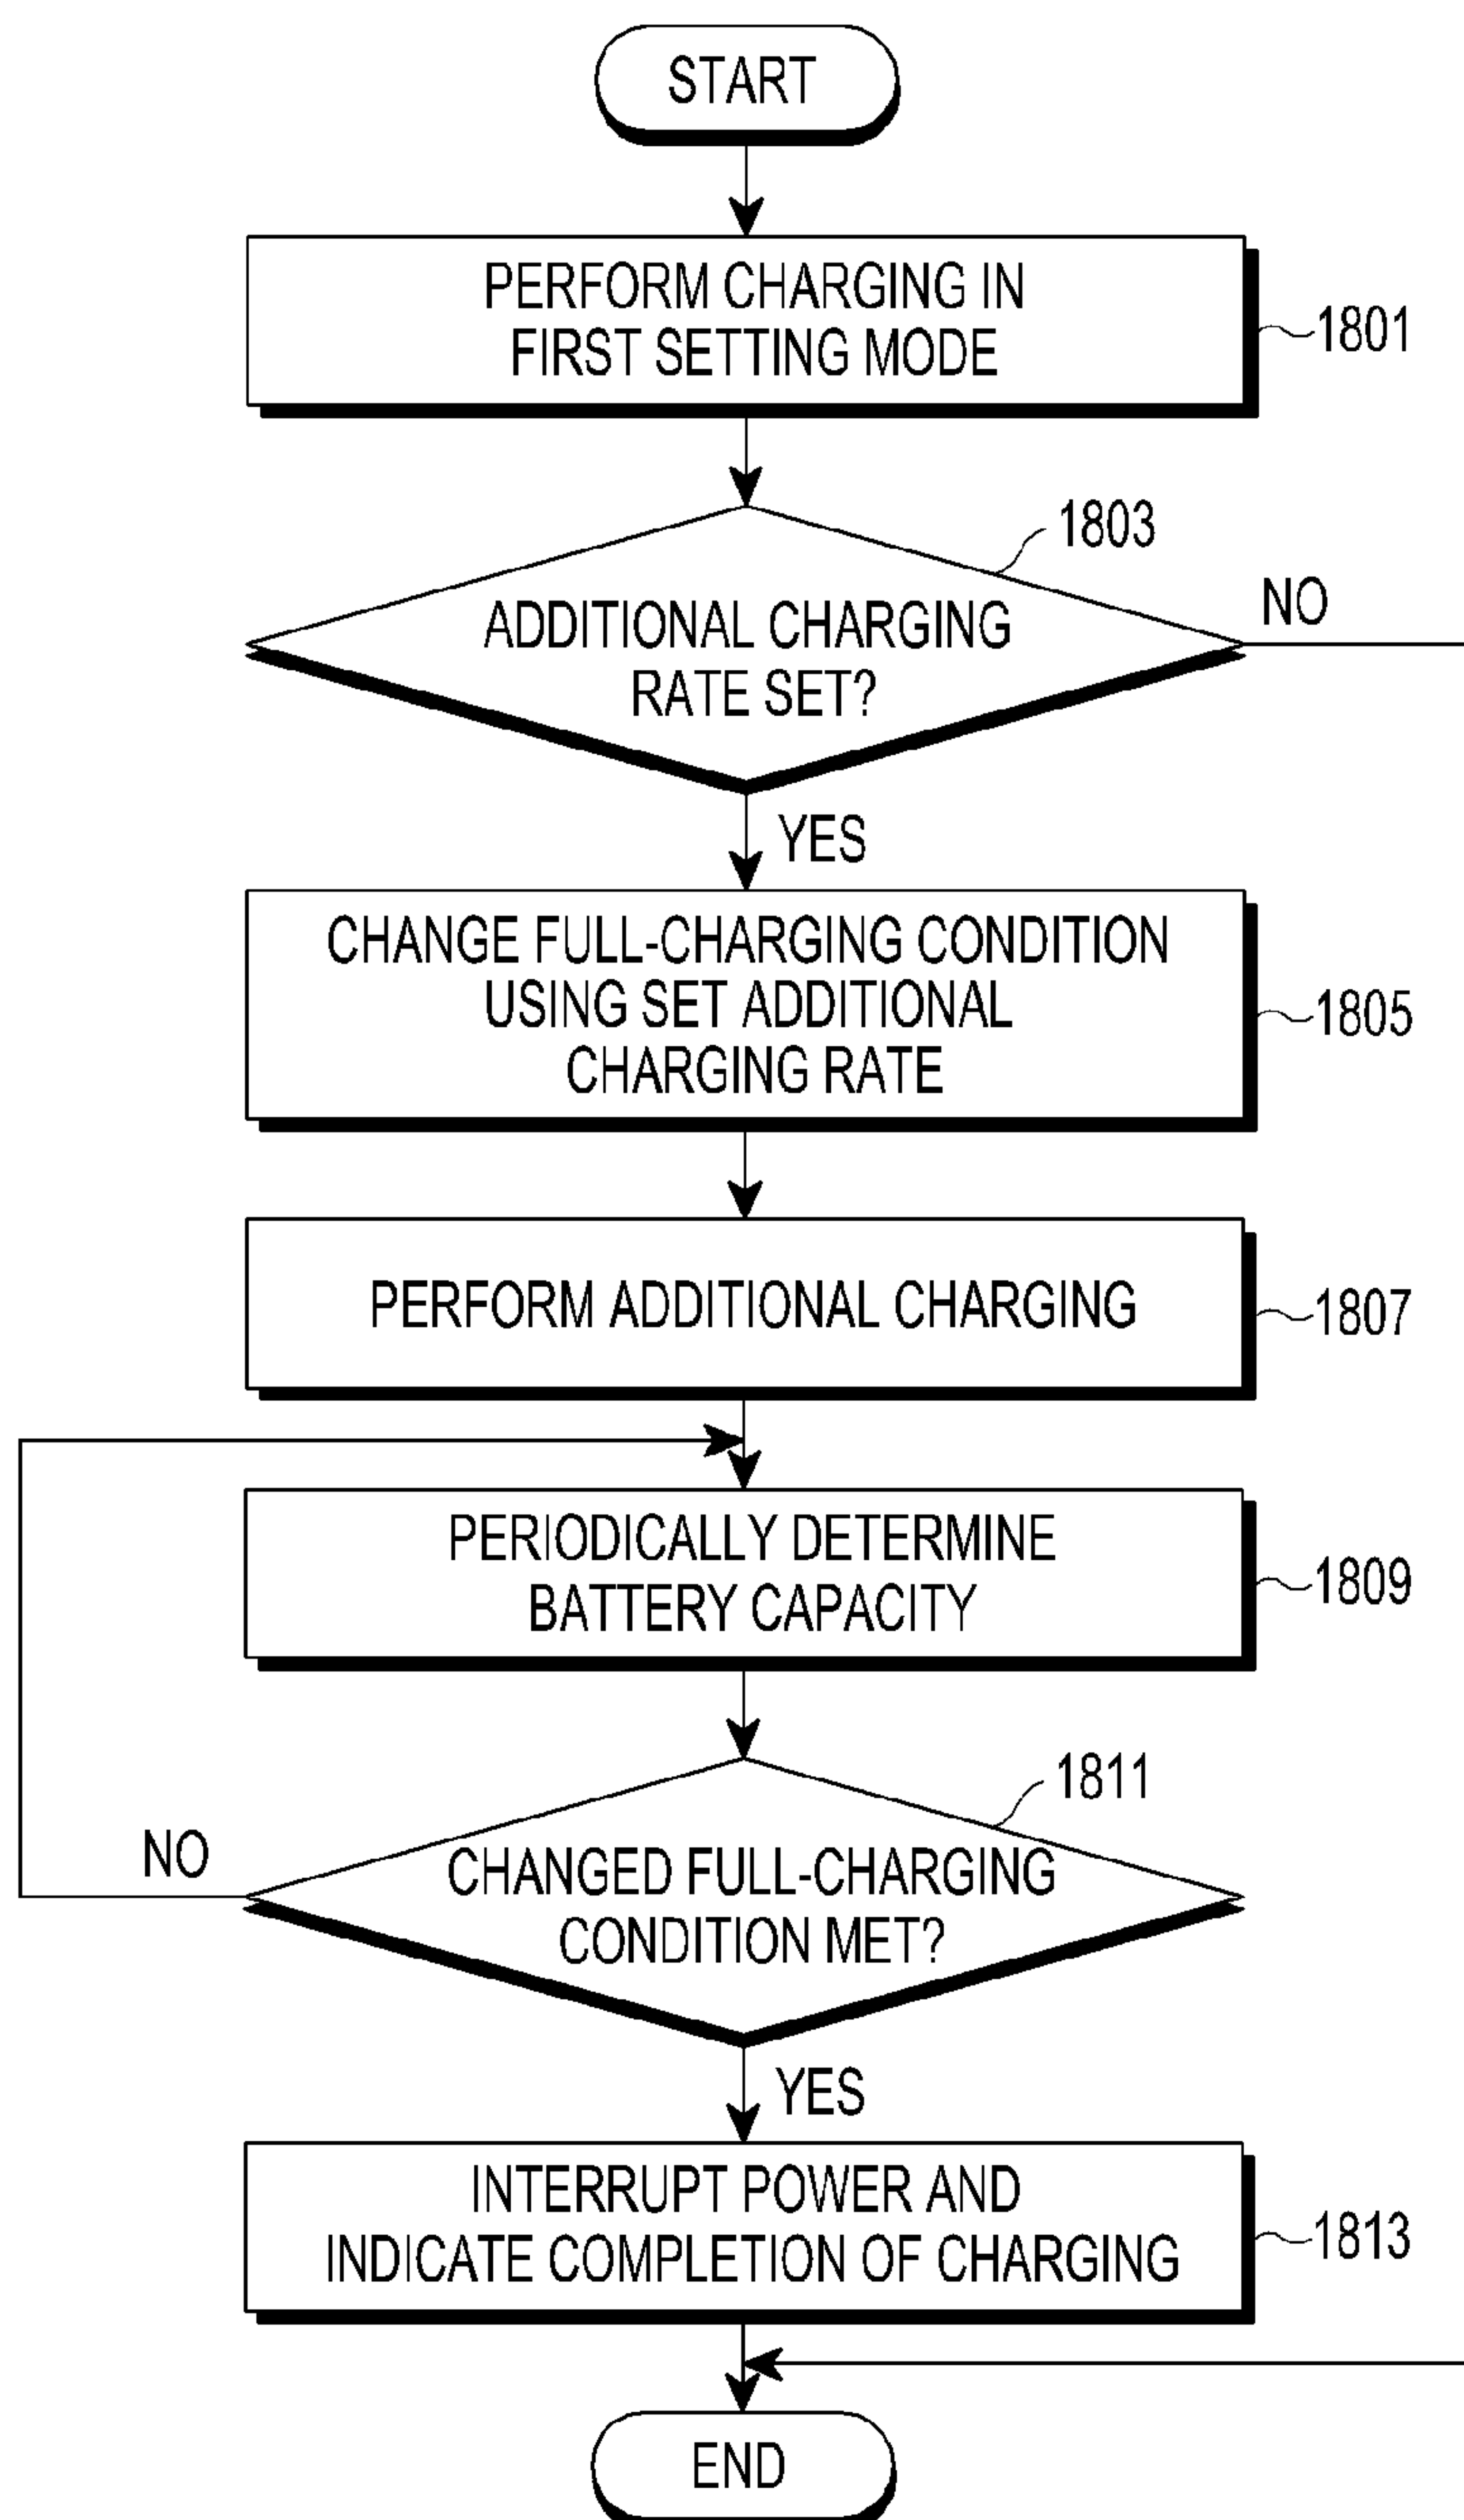 START
PERFORM CHARGING IN
FIRST SETTING MODE
1801
1803
ADDITIONAL CHARGING
RATE SET?
NO
YES
CHANGE FULL-CHARGING CONDITION
USING SET ADDITIONAL
CHARGING RATE
1805
PERFORM ADDITIONAL CHARGING
1807
PERIODICALLY DETERMINE
BATTERY CAPACITY
1809
1811
CHANGED FULL-CHARGING
CONDITION MET?
NO
YES
INTERRUPT POWER AND
INDICATE COMPLETION OF CHARGING
1813
END